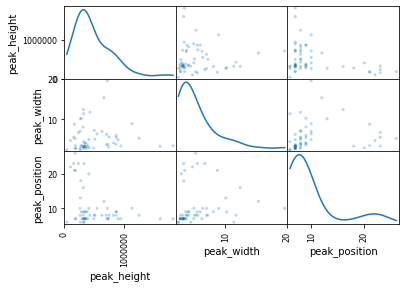 peak_height
1000000
20
peak_width
10
peak_position
20
10
0
1000000
10
20
10
20
peak_height
peak_width
peak_position